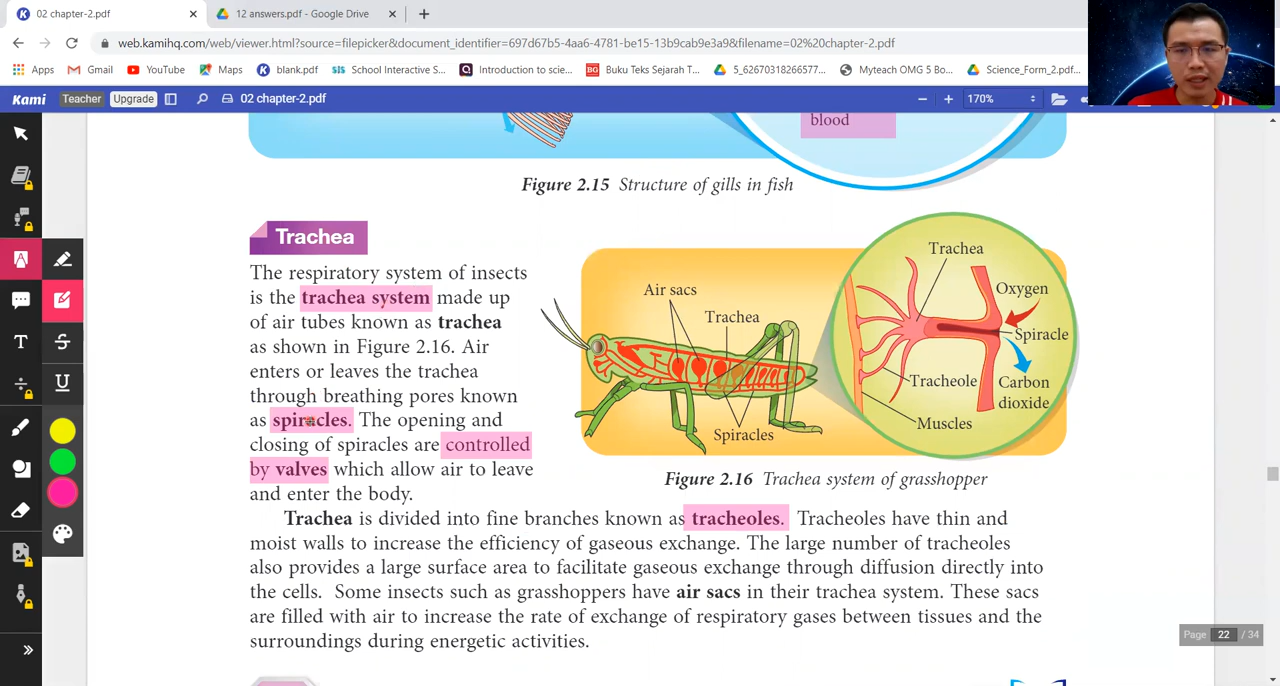 02 chapter-2.pdf
12 answers.pdf - Google Drive
web.kamihq.com/web/viewer.html?source=filepicker&document_identifier=697d67b5-4aa6-4781-be15-13b9cab9e3a9&filename=02%20chapter-2.pdf
Apps Gmail YouTube Maps blank.pdf School Interactive S... Introduction to scie... Buku Teks Sejarah T... 5_62670318266577... Myteach OMG 5 Bo... Science_Form_2.pdf...
Kami Teacher Upgrade 02 chapter-2.pdf 170%
blood
Figure 2.15 Structure of gills in fish
Trachea
The respiratory system of insects
is the trachea system made up
of air tubes known as trachea
as shown in Figure 2.16. Air
enters or leaves the trachea
through breathing pores known
as spiracles. The opening and
closing of spiracles are controlled
by valves which allow air to leave
and enter the body.
Air sacs
Trachea
Spiracles
Trachea
Oxygen
Spiracle
Tracheole
Carbon
dioxide
Muscles
Figure 2.16 Trachea system of grasshopper
Trachea is divided into fine branches known as tracheoles. Tracheoles have thin and
moist walls to increase the efficiency of gaseous exchange. The large number of tracheoles
also provides a large surface area to facilitate gaseous exchange through diffusion directly into
the cells. Some insects such as grasshoppers have air sacs in their trachea system. These sacs
are filled with air to increase the rate of exchange of respiratory gases between tissues and the
surroundings during energetic activities.
Page 22 / 34